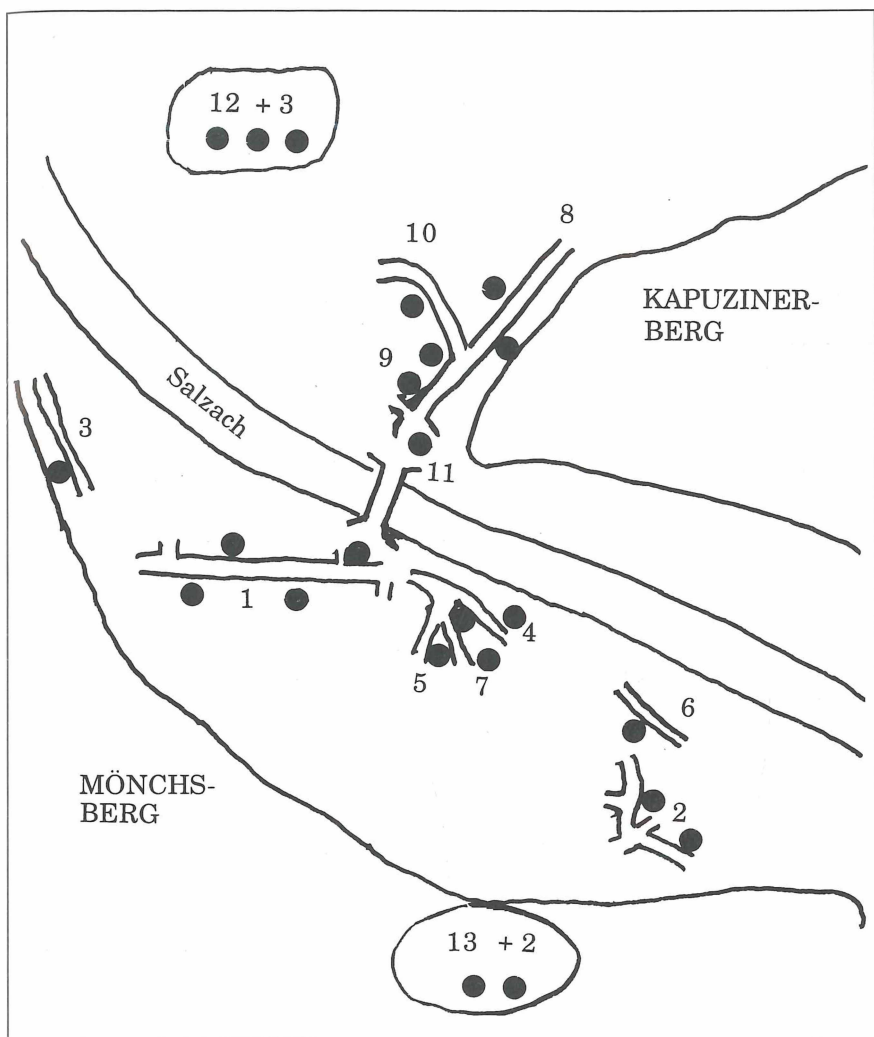 12 + 3
10
8
KAPUZINER-
BERG
9
Salzach
3
11
1
4
5
7
6
MÖNCHS-
BERG
2
13 + 2